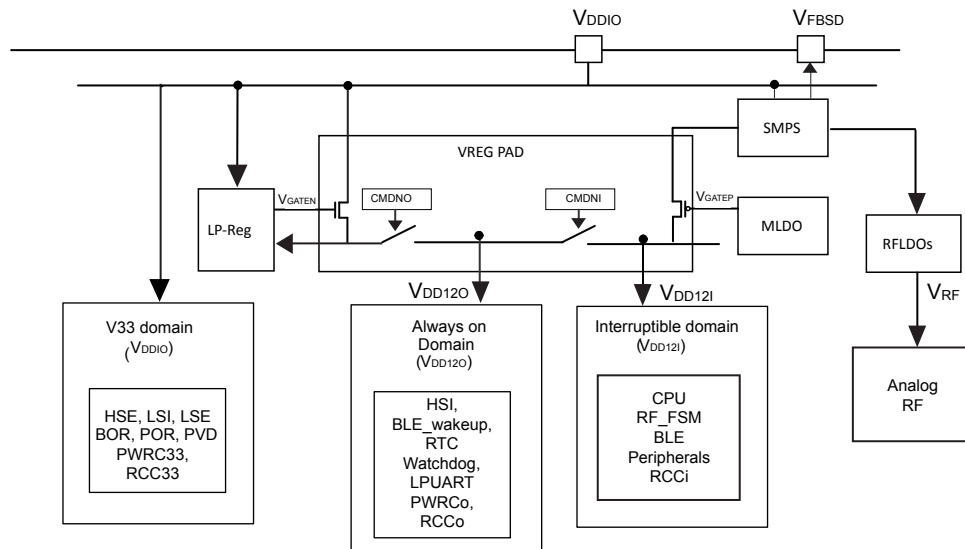 VDDIO
VFBSD
SMPS
VREG PAD
VGATEN
CMDNO
CMDNI
VGATEP
LP-Reg
MLDO
RFLDOs
VDD12O
VDD12I
VRF
V33 domain
(VDDIO)
HSE, LSI, LSE
BOR, POR, PVD
PWRC33,
RCC33
Always on
Domain
(VDD12O)
HSI,
BLE_wakeup,
RTC
Watchdog,
LPUART
PWRCo,
RCCo
Interruptible domain
(VDD12I)
CPU
RF_FSM
BLE
Peripherals
RCCi
Analog
RF